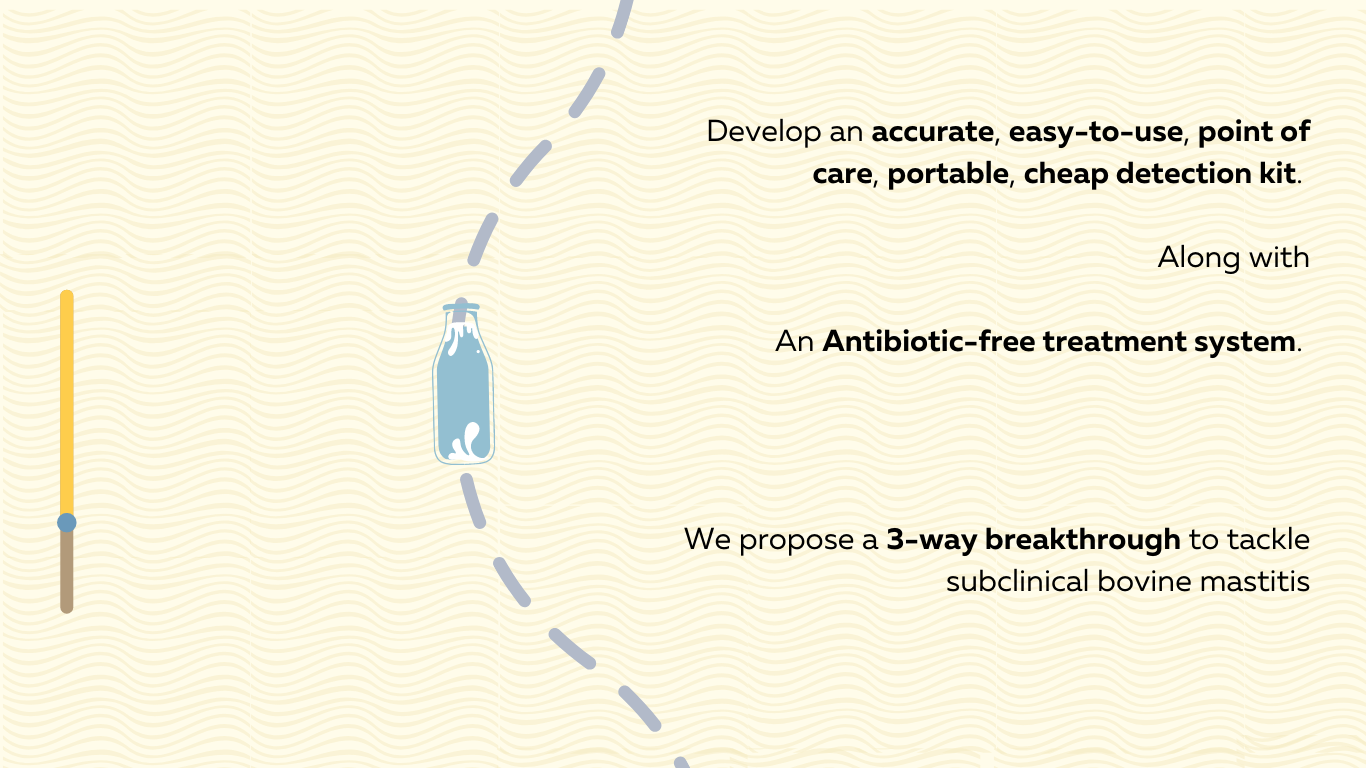 Develop an accurate, easy-to-use, point of
care, portable, cheap detection kit.
Along with
An Antibiotic-free treatment system.
We propose a 3-way breakthrough to tackle
subclinical bovine mastitis